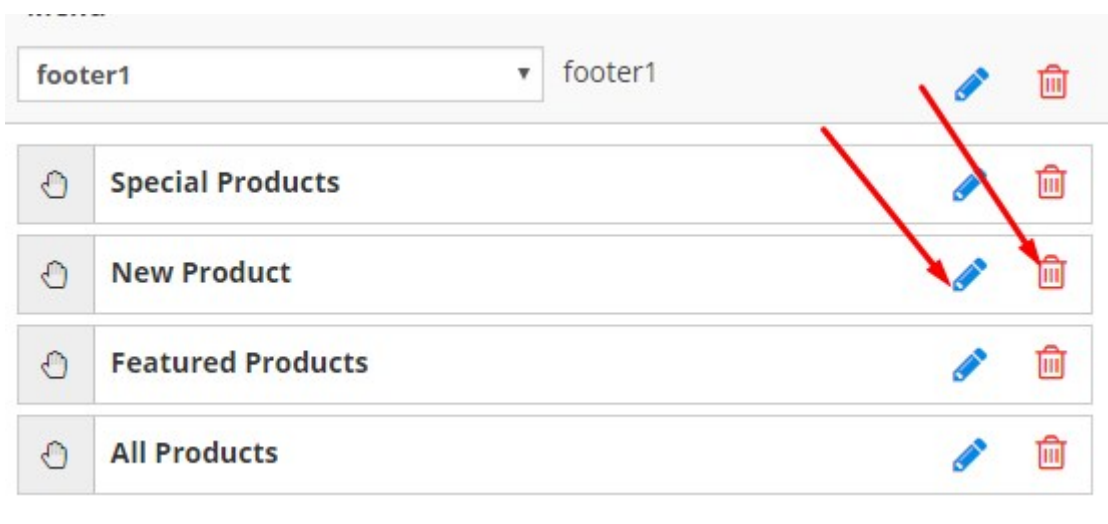 footer1 footer1
Special Products
New Product
Featured Products
All Products